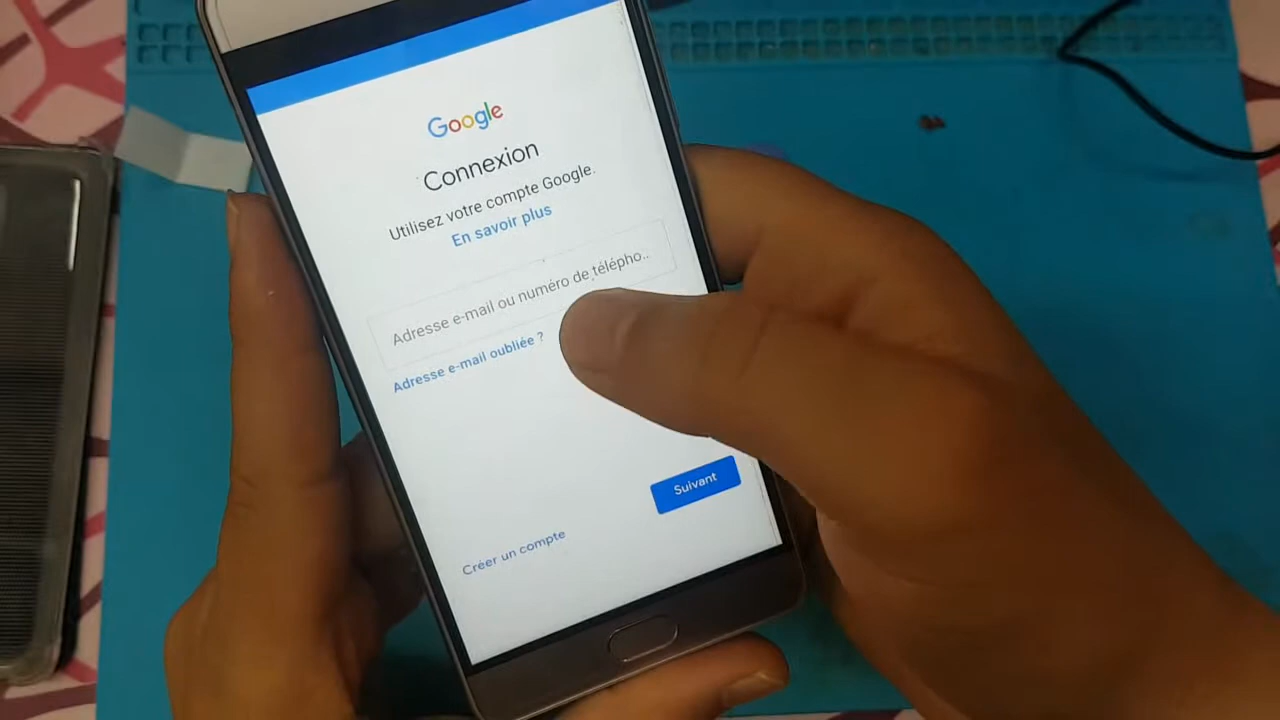 Google
Connexion
Utilisez votre compte Google.
En savoir plus
Adresse e-mail ou numéro de télépho..
Adresse e-mail oubliée ?
Suivant
Créer un compte